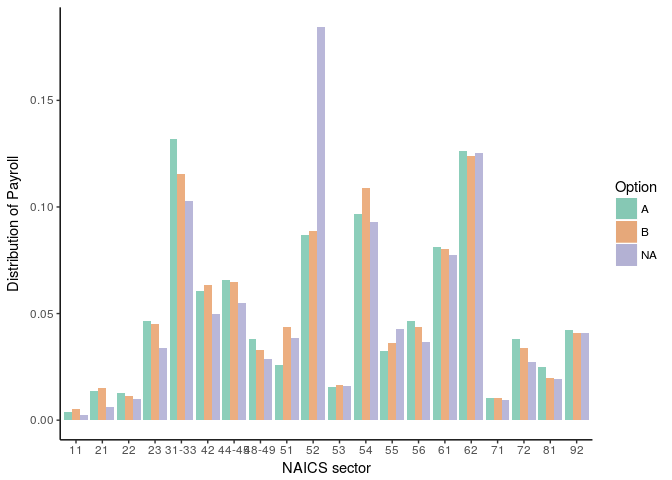 Distribution of Payroll
0.15
0.10
0.05
0.00
11 21 22 23 31-33 42 44-45 48-49 51 52 53 54 55 56 61 62 71 72 81 92
NAICS sector
Option
A
B
NA